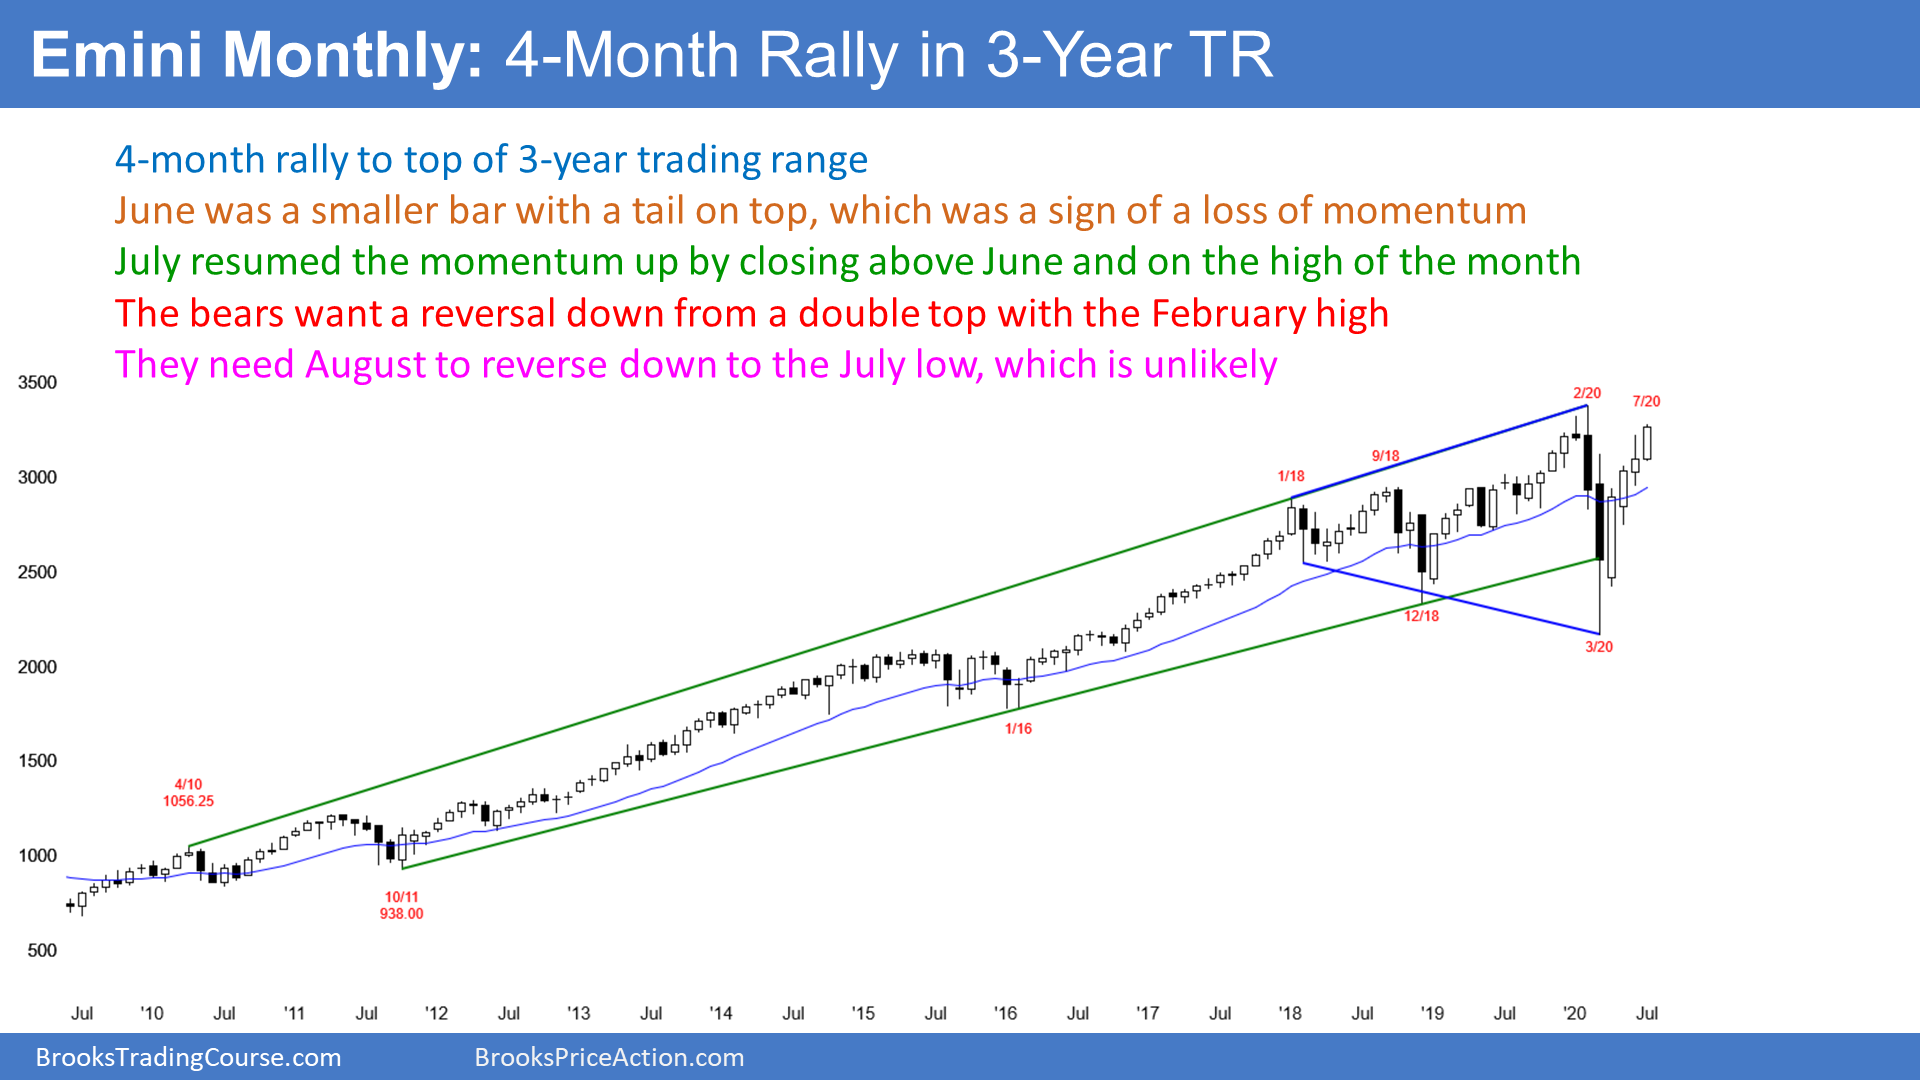 Emini Monthly: 4-Month Rally in 3-Year TR
4-month rally to top of 3-year trading range
June was a smaller bar with a tail on top, which was a sign of a loss of momentum
July resumed the momentum up by closing above June and on the high of the month
The bears want a reversal down from a double top with the February high
They need August to reverse down to the July low, which is unlikely
3500
3000
2500
2000
1500
1000
500
4/10
1056.25
10/11
938.00
1/16
1/18
9/18
12/18
2/20
3/20
7/20
Jul '10 Jul '11 Jul '12 Jul '13 Jul '14 Jul '15 Jul '16 Jul '17 Jul '18 Jul '19 Jul '20 Jul
BrooksTradingCourse.com BrooksPriceAction.com